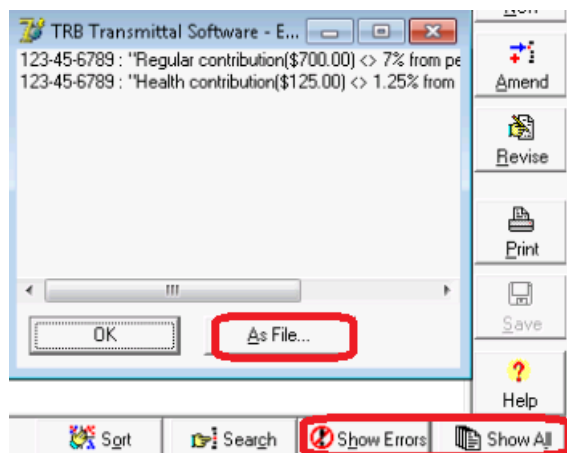 TRB Transmittal Software - E...
123-45-6789 : "Regular contribution($700.00) <> 7% from pe
123-45-6789 : "Health contribution($125.00) <> 1.25% from
OK
As File...
Amend
Revise
Print
Save
Help
Sort
Search
Show Errors
Show All